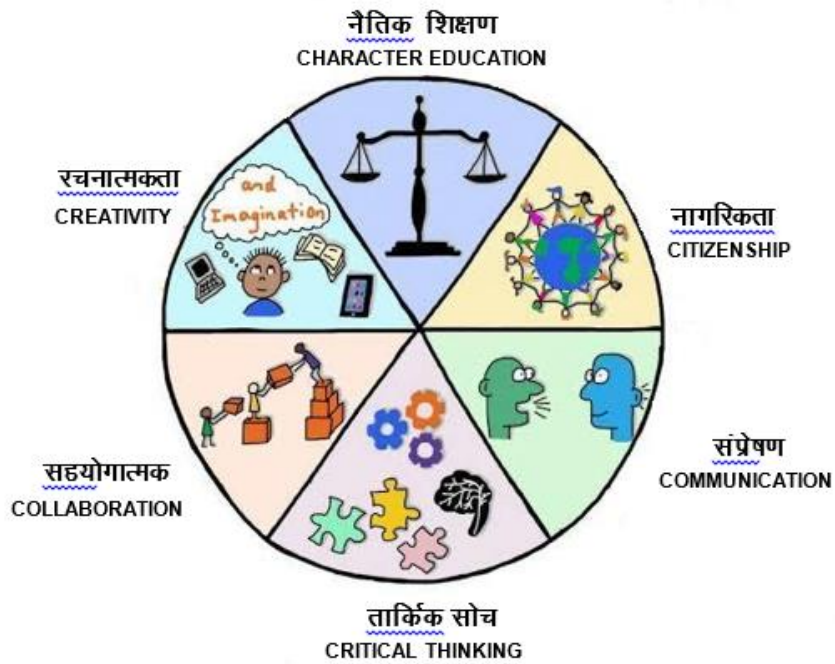 नैतिक शिक्षण
CHARACTER EDUCATION
रचनात्मकता
CREATIVITY
and
Imagination
नागरिकता
CITIZENSHIP
सहयोगात्मक
COLLABORATION
संप्रेषण
COMMUNICATION
तार्किक सोच
CRITICAL THINKING